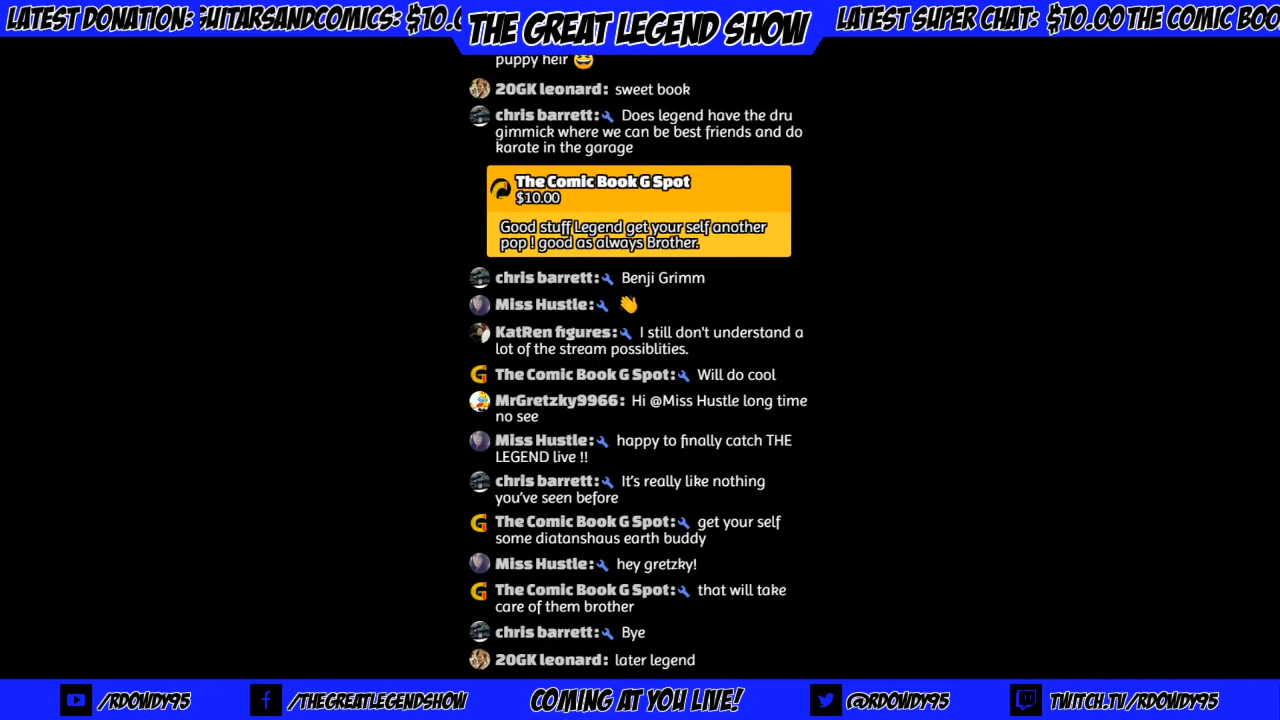 LATEST DONATION: GUITARSANDCOMICS: $10.0
THE GREAT LEGEND SHOW
LATEST SUPER CHAT: $10.00 THE COMIC BOO
puppy heir 😆
20GK leonard: sweet book
chris barrett: Does legend have the dru
gimmick where we can be best friends and do
karate in the garage
The Comic Book G Spot
$10.00
Good stuff Legend get your self another
pop ! good as always Brother.
chris barrett: Benji Grimm
Miss Hustle: 👏
KatRen figures: I still don't understand a
lot of the stream possiblities.
The Comic Book G Spot: Will do cool
MrGretzky9966: Hi @Miss Hustle long time
no see
Miss Hustle: happy to finally catch THE
LEGEND live !!
chris barrett: It's really like nothing
you've seen before
The Comic Book G Spot: get your self
some diatanshaus earth buddy
Miss Hustle: hey gretzky!
The Comic Book G Spot: that will take
care of them brother
chris barrett: Bye
20GK leonard: later legend
/RDOWDY95
/THEGREATLEGENDSHOW
COMING AT YOU LIVE!
@RDOWDY95
TWITCH.TV/RDOWDY95